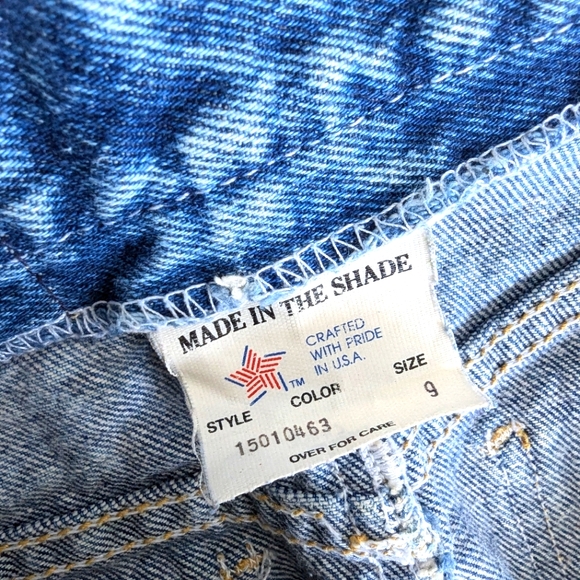 MADE IN THE SHADE
CRAFTED
WITH PRIDE
IN U.S.A.
TM
STYLE COLOR SIZE
15010463 9
OVER FOR CARE